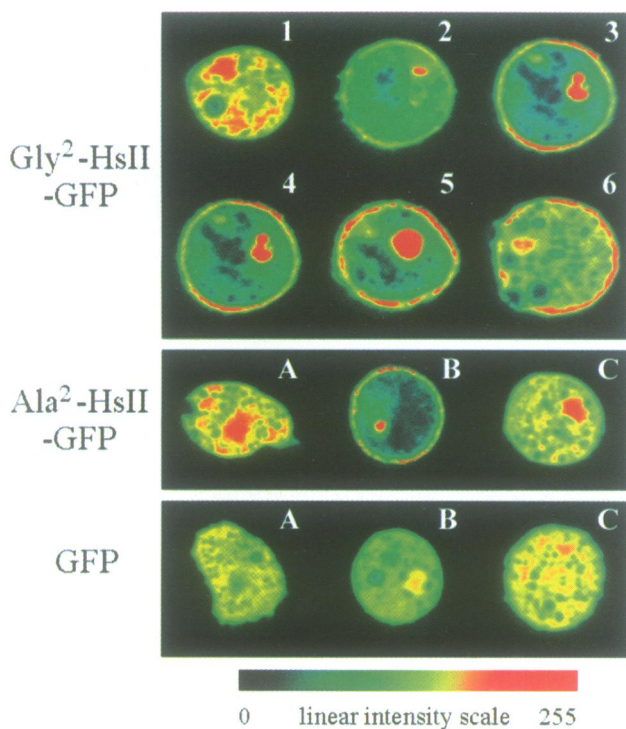 1 2 3
Gly²-HsII
-GFP
4 5 6
Ala²-HsII
-GFP
A B C
GFP
A B C
0 linear intensity scale 255